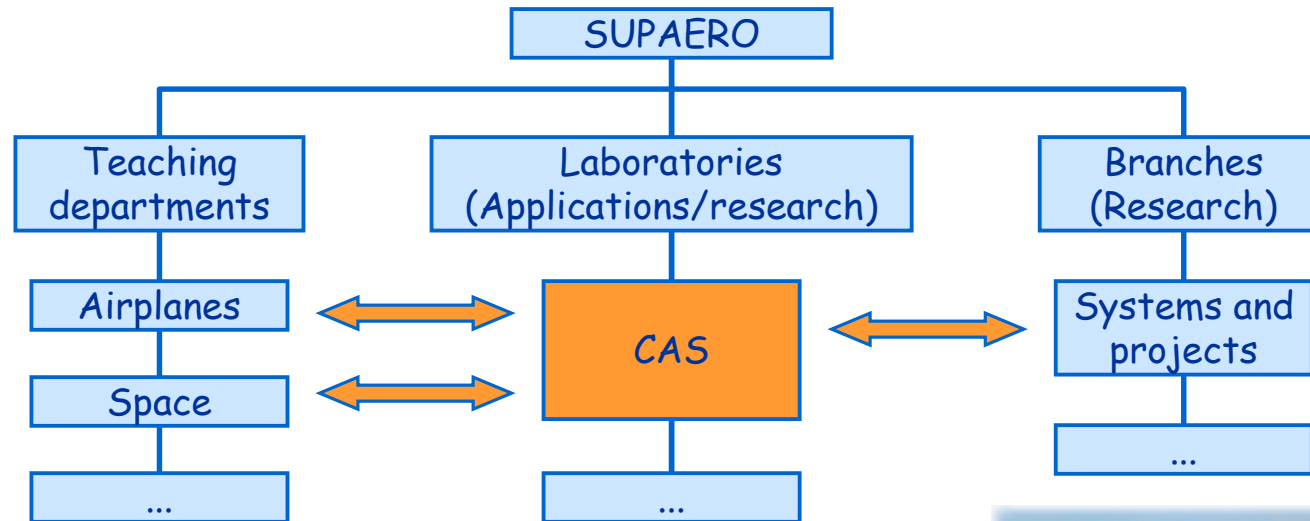 SUPAERO
Teaching
departments
Laboratories
(Applications/research)
Branches
(Research)
Airplanes
CAS
Systems and
projects
Space
...
...
...